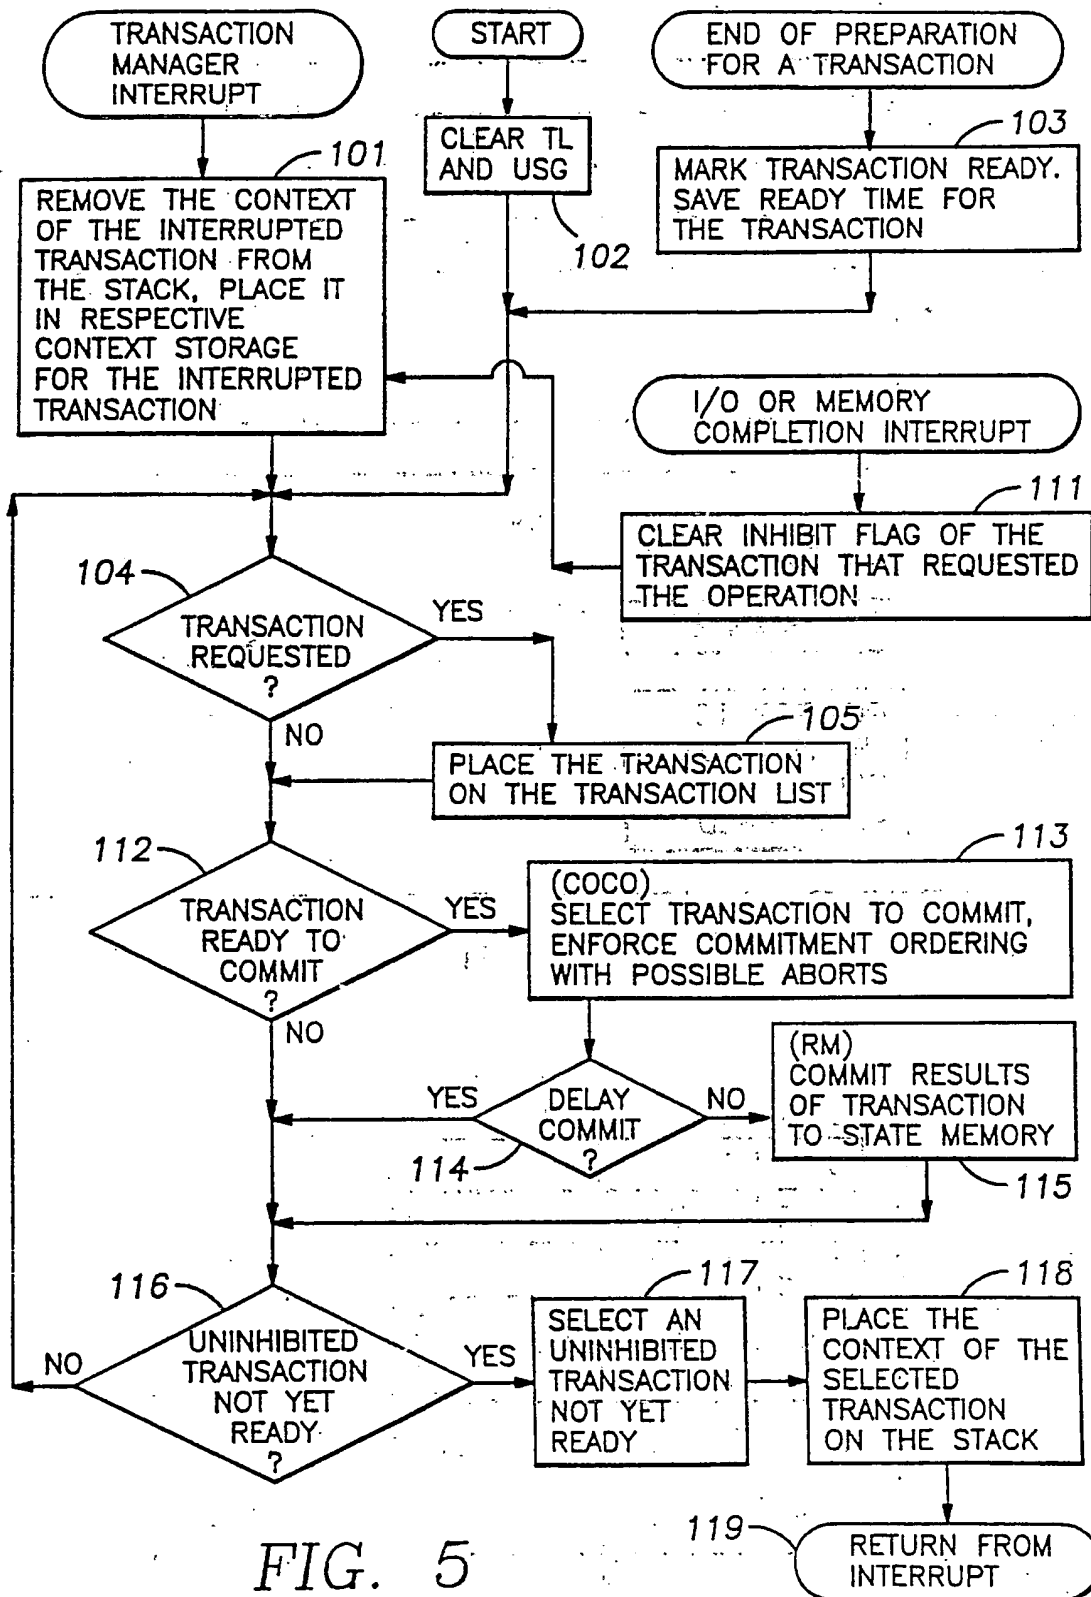 TRANSACTION
MANAGER
INTERRUPT
START
END OF PREPARATION
FOR A TRANSACTION
101
REMOVE THE CONTEXT
OF THE INTERRUPTED
TRANSACTION FROM
THE STACK, PLACE IT
IN RESPECTIVE
CONTEXT STORAGE
FOR THE INTERRUPTED
TRANSACTION
CLEAR TL
AND USG
102
103
MARK TRANSACTION READY.
SAVE READY TIME FOR
THE TRANSACTION
I/O OR MEMORY
COMPLETION INTERRUPT
111
CLEAR INHIBIT FLAG OF THE
TRANSACTION THAT REQUESTED
THE OPERATION
104
TRANSACTION
REQUESTED
?
YES
NO
105
PLACE THE TRANSACTION
ON THE TRANSACTION LIST
112
TRANSACTION
READY TO
COMMIT
?
YES
NO
113
(COCO)
SELECT TRANSACTION TO COMMIT,
ENFORCE COMMITMENT ORDERING
WITH POSSIBLE ABORTS
114
DELAY
COMMIT
?
YES
NO
(RM)
COMMIT RESULTS
OF TRANSACTION
TO STATE MEMORY
115
116
UNINHIBITED
TRANSACTION
NOT YET
READY
?
NO
YES
117
SELECT AN
UNINHIBITED
TRANSACTION
NOT YET
READY
118
PLACE THE
CONTEXT OF THE
SELECTED
TRANSACTION
ON THE STACK
119
RETURN FROM
INTERRUPT
FIG. 5